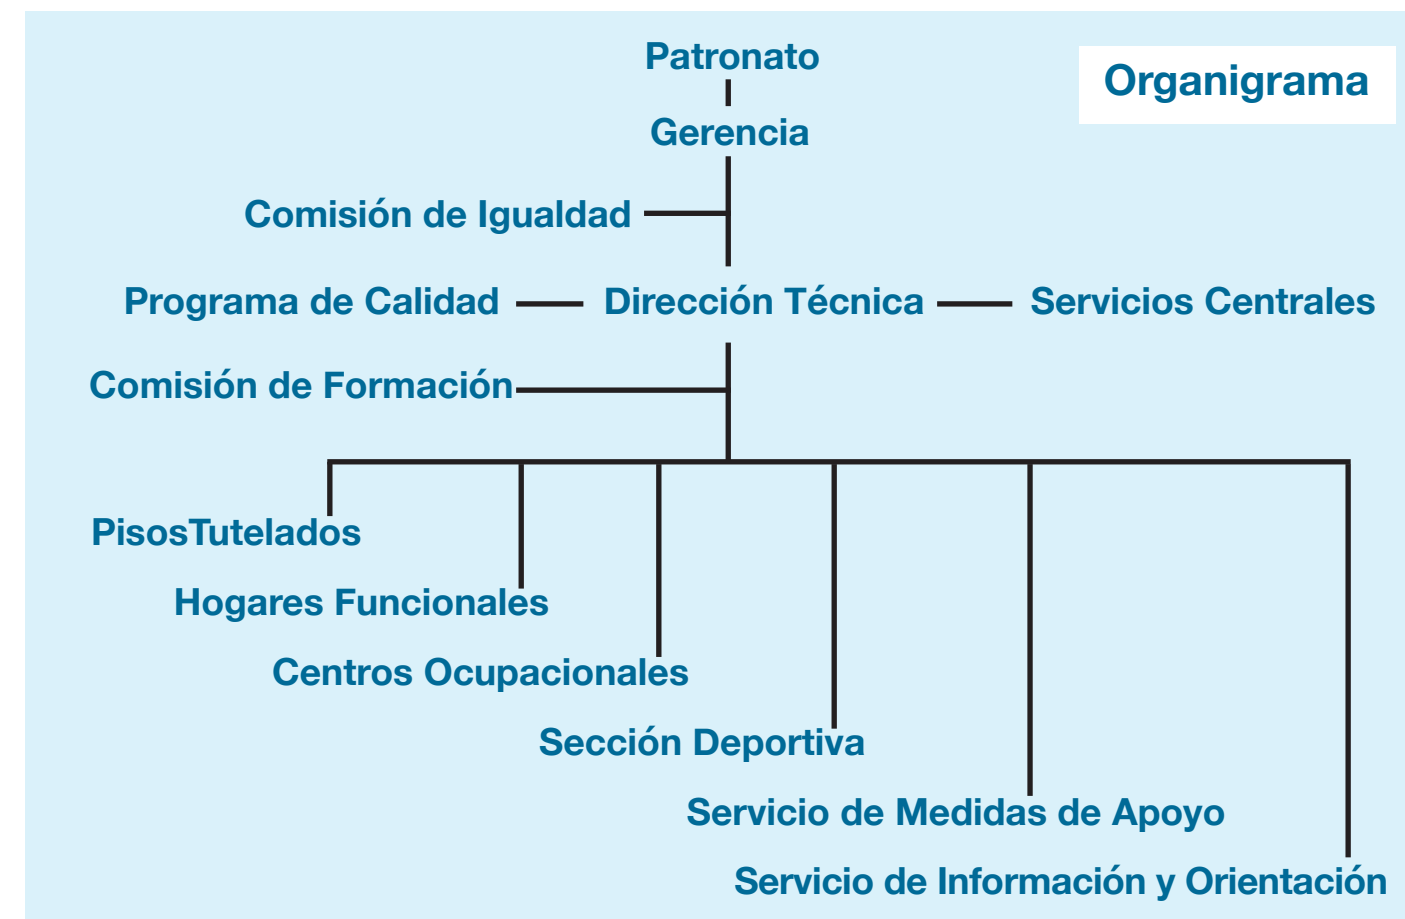 Patronato
Organigrama
Gerencia
Comisión de Igualdad
Programa de Calidad
Dirección Técnica
Servicios Centrales
Comisión de Formación
PisosTutelados
Hogares Funcionales
Centros Ocupacionales
Sección Deportiva
Servicio de Medidas de Apoyo
Servicio de Información y Orientación